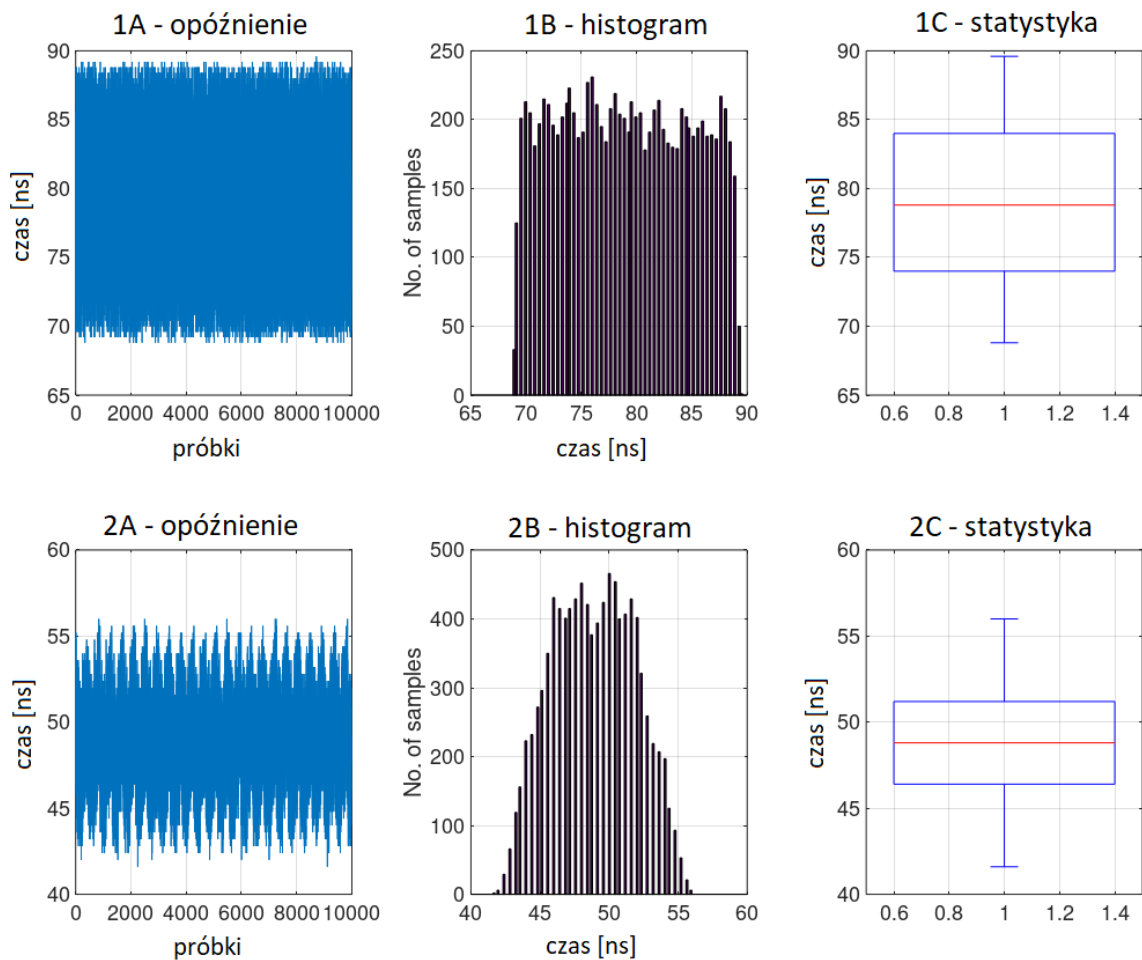 1A - opóźnienie
1B - histogram
1C - statystyka
90
85
80
75
70
65
czas [ns]
0 2000 4000 6000 8000 10000
próbki
250
200
150
100
50
0
No. of samples
65 70 75 80 85 90
czas [ns]
90
85
80
75
70
65
czas [ns]
0.6 0.8 1 1.2 1.4
2A - opóźnienie
2B - histogram
2C - statystyka
60
55
50
45
40
czas [ns]
0 2000 4000 6000 8000 10000
próbki
500
400
300
200
100
0
No. of samples
40 45 50 55 60
czas [ns]
60
55
50
45
40
czas [ns]
0.6 0.8 1 1.2 1.4